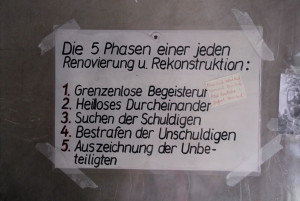 Die 5 Phasen einer jeden
Renovierung u. Rekonstruktion:
1. Grenzenlose Begeisterun
2. Heilloses Durcheinander
3. Suchen der Schuldigen
4. Bestrafen der Unschuldigen
5. Auszeichnung der Unbe-
teiligten